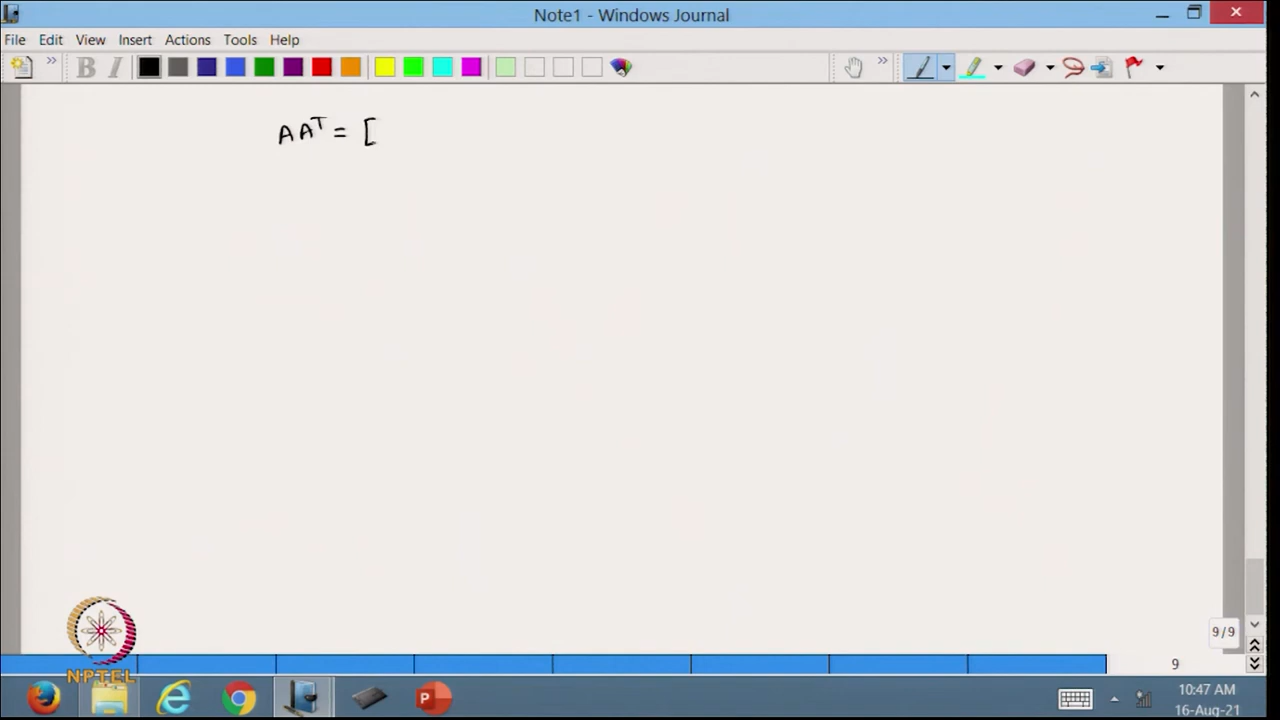 Note1 - Windows Journal
File Edit View Insert Actions Tools Help
B I
AAᵀ = [
9/9
9
NPTEL
10:47 AM
16-Aug-21